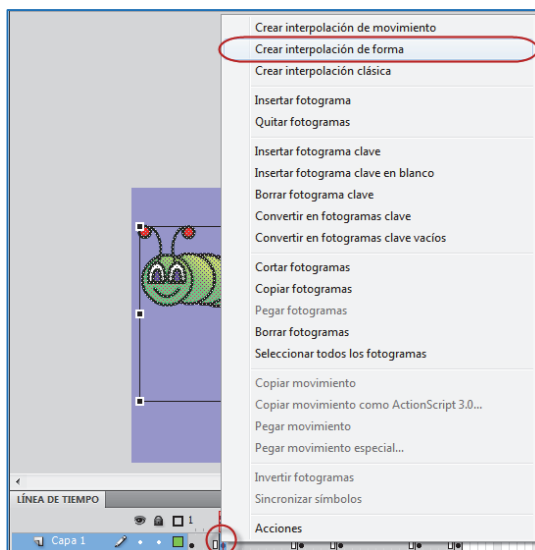 Crear interpolación de movimiento
Crear interpolación de forma
Crear interpolación clásica
Insertar fotograma
Quitar fotogramas
Insertar fotograma clave
Insertar fotograma clave en blanco
Borrar fotograma clave
Convertir en fotogramas clave
Convertir en fotogramas clave vacíos
Cortar fotogramas
Copiar fotogramas
Pegar fotogramas
Borrar fotogramas
Seleccionar todos los fotogramas
Copiar movimiento
Copiar movimiento como ActionScript 3.0...
Pegar movimiento
Pegar movimiento especial...
Invertir fotogramas
Sincronizar símbolos
Acciones
LÍNEA DE TIEMPO
1
Capa 1